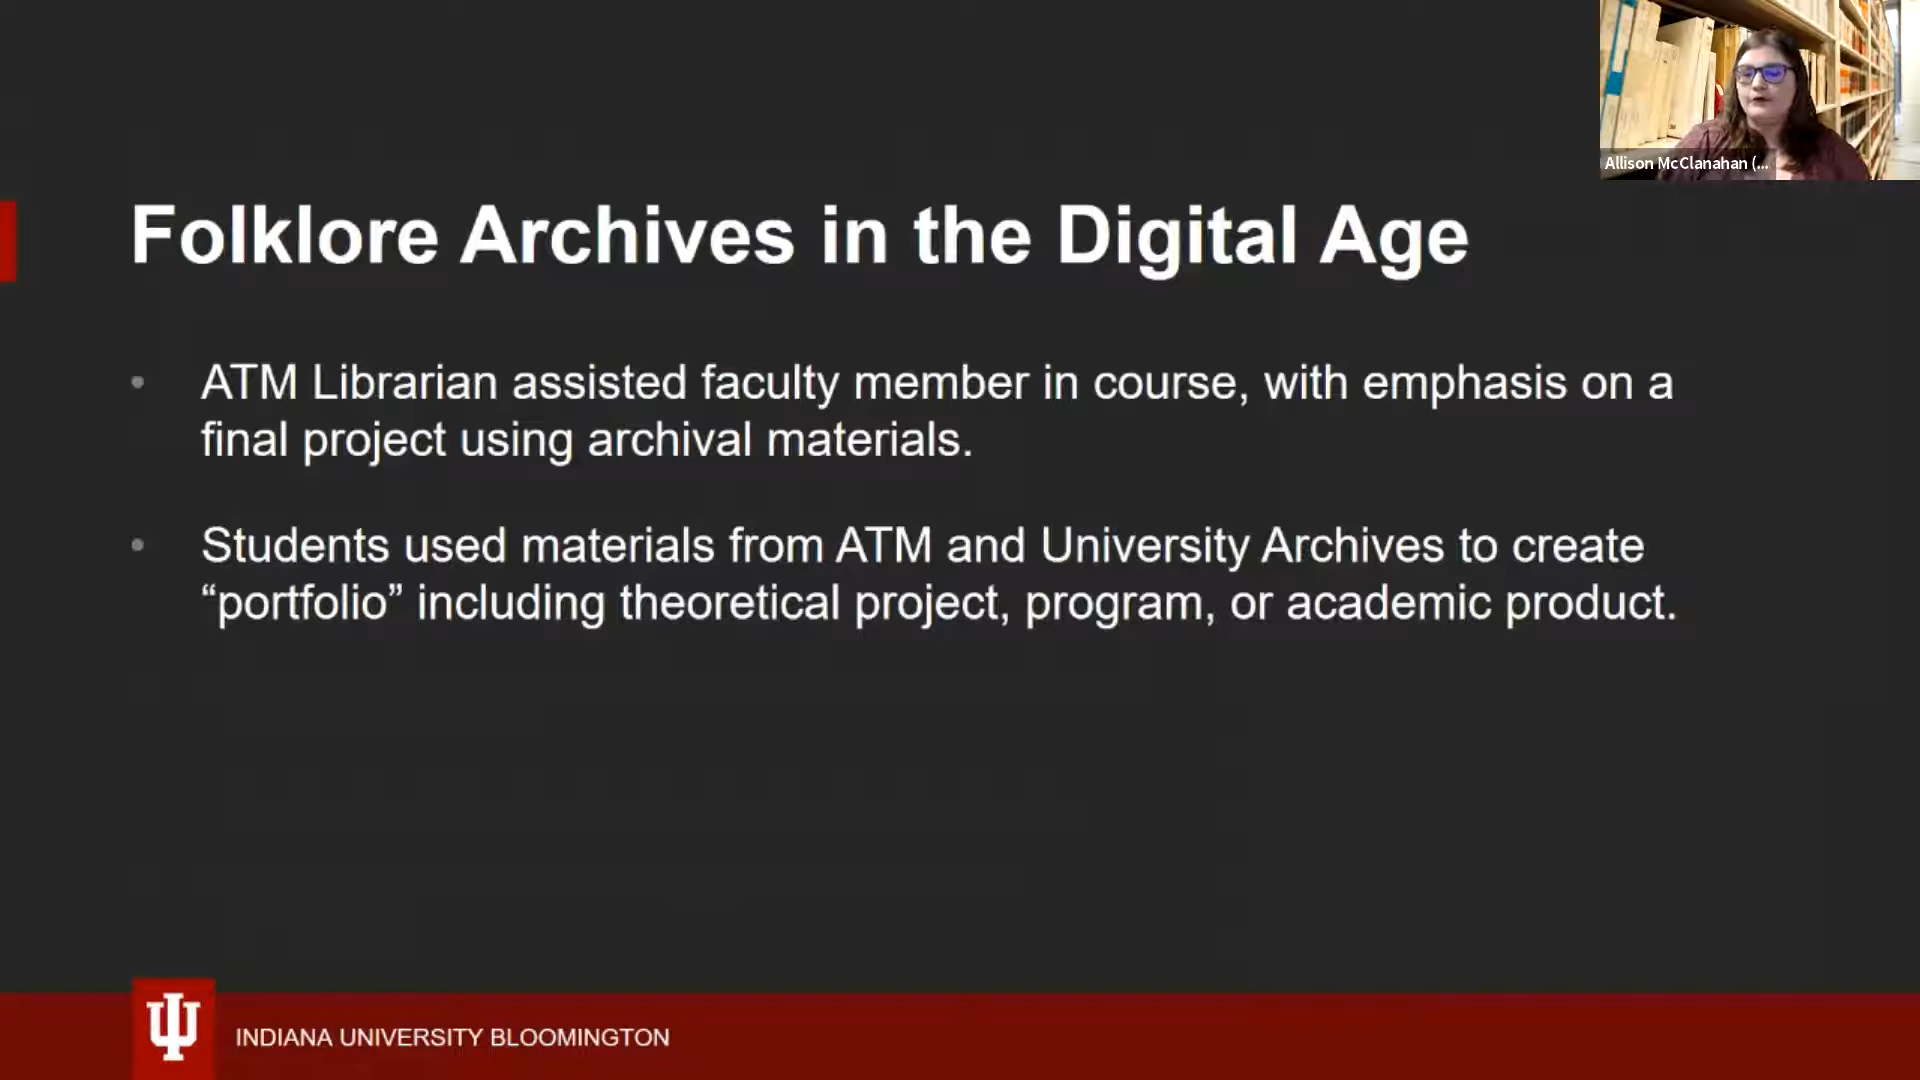 Allison McClanahan (...
Folklore Archives in the Digital Age
• ATM Librarian assisted faculty member in course, with emphasis on a
final project using archival materials.
• Students used materials from ATM and University Archives to create
“portfolio” including theoretical project, program, or academic product.
INDIANA UNIVERSITY BLOOMINGTON